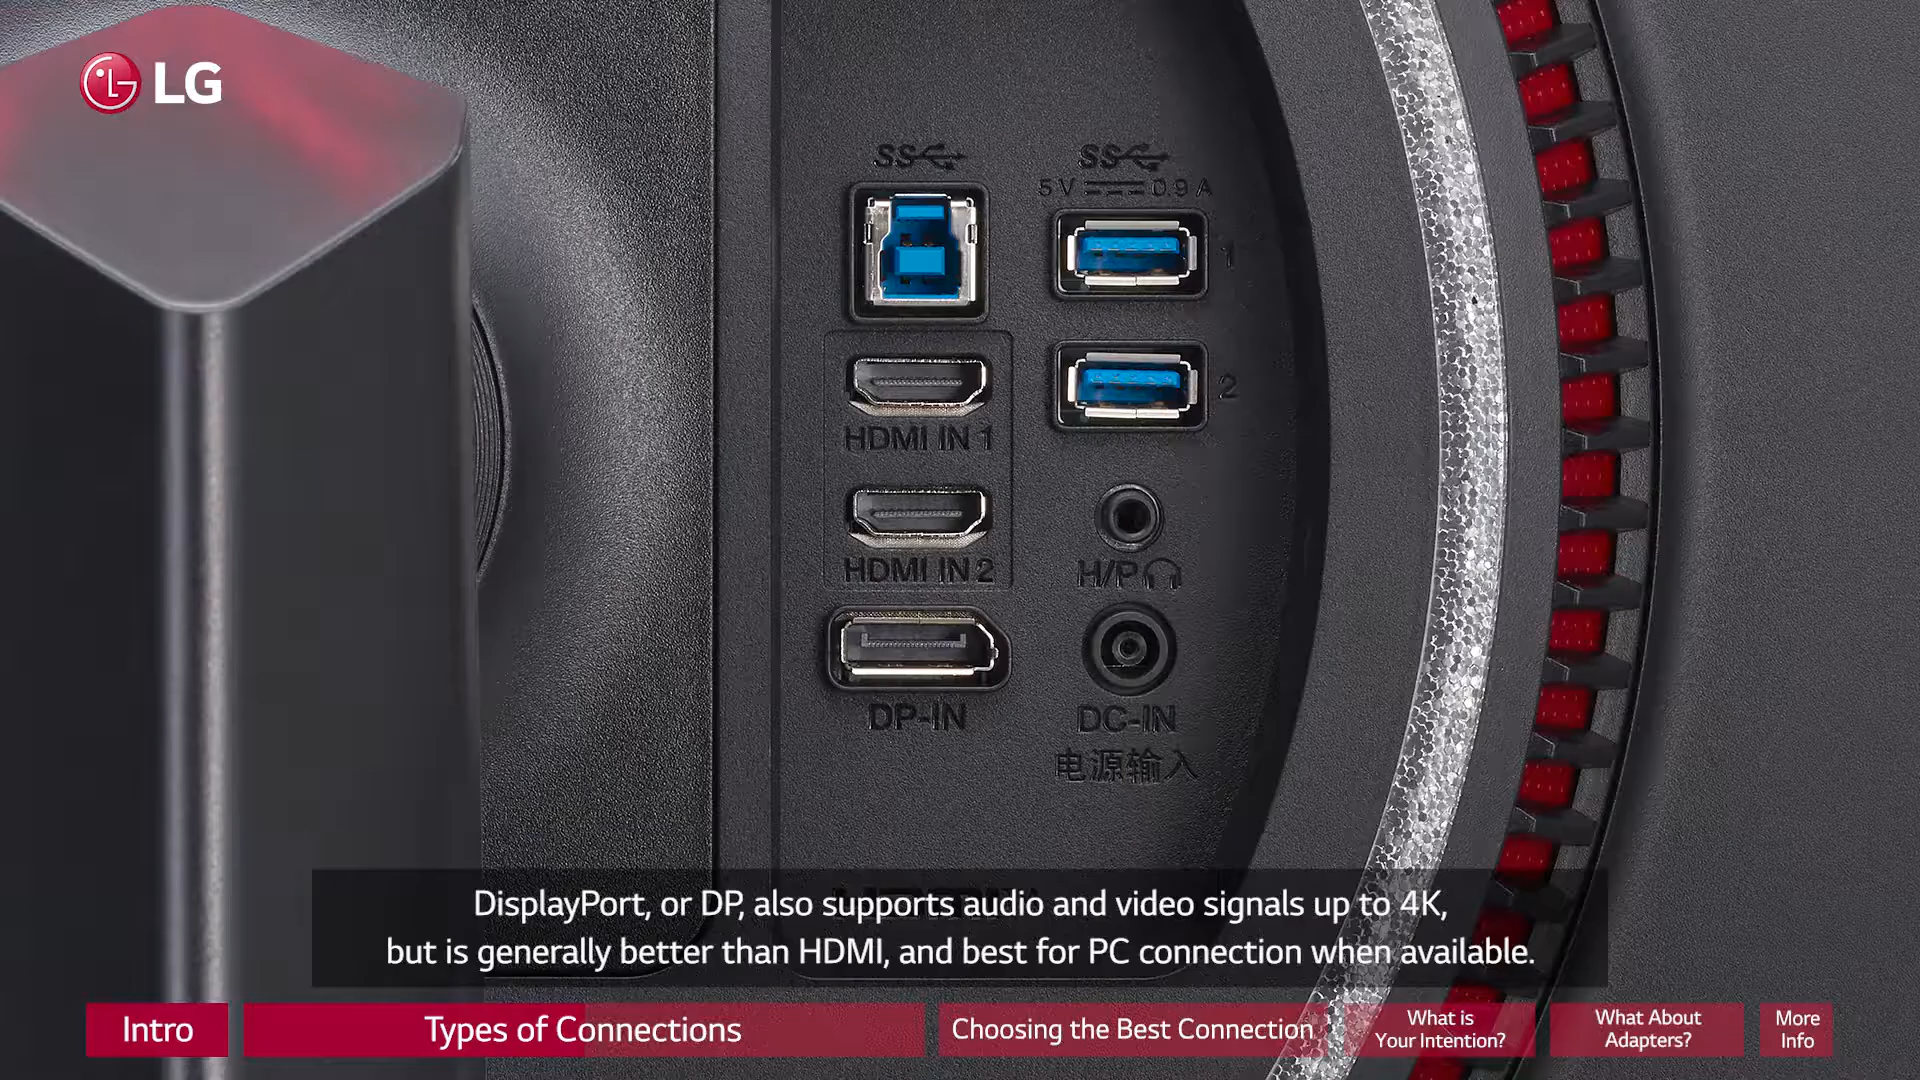 LG
SS
SS
5V 0.9A
1
HDMI IN 1
2
HDMI IN 2
H/P
DP-IN
DC-IN
电源输入
DisplayPort, or DP, also supports audio and video signals up to 4K,
but is generally better than HDMI, and best for PC connection when available.
Intro
Types of Connections
Choosing the Best Connection
What is
Your Intention?
What About
Adapters?
More
Info